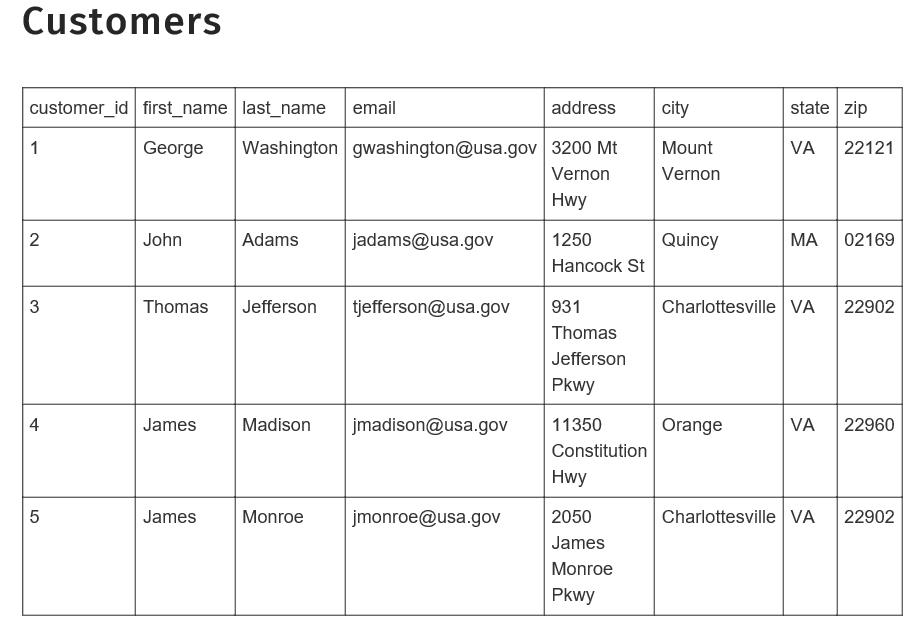 Customers
customer_id first_name last_name email address city state zip
1 George Washington gwashington@usa.gov 3200 Mt Mount VA 22121
Vernon Vernon
Hwy
2 John Adams jadams@usa.gov 1250 Quincy MA 02169
Hancock St
3 Thomas Jefferson tjefferson@usa.gov 931 Charlottesville VA 22902
Thomas
Jefferson
Pkwy
4 James Madison jmadison@usa.gov 11350 Orange VA 22960
Constitution
Hwy
5 James Monroe jmonroe@usa.gov 2050 Charlottesville VA 22902
James
Monroe
Pkwy